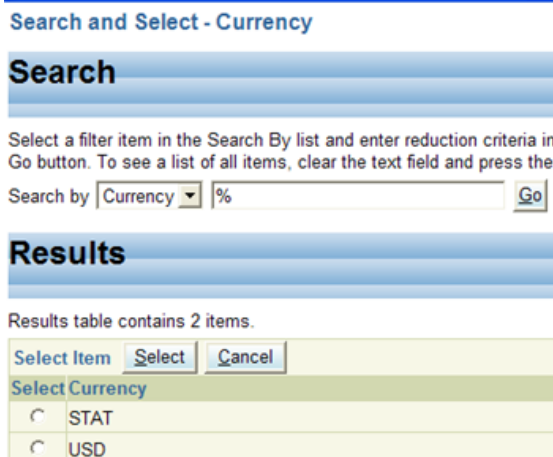 Search and Select - Currency
Search
Select a filter item in the Search By list and enter reduction criteria in
Go button. To see a list of all items, clear the text field and press the
Search by Currency % Go
Results
Results table contains 2 items.
Select Item Select Cancel
Select Currency
STAT
USD